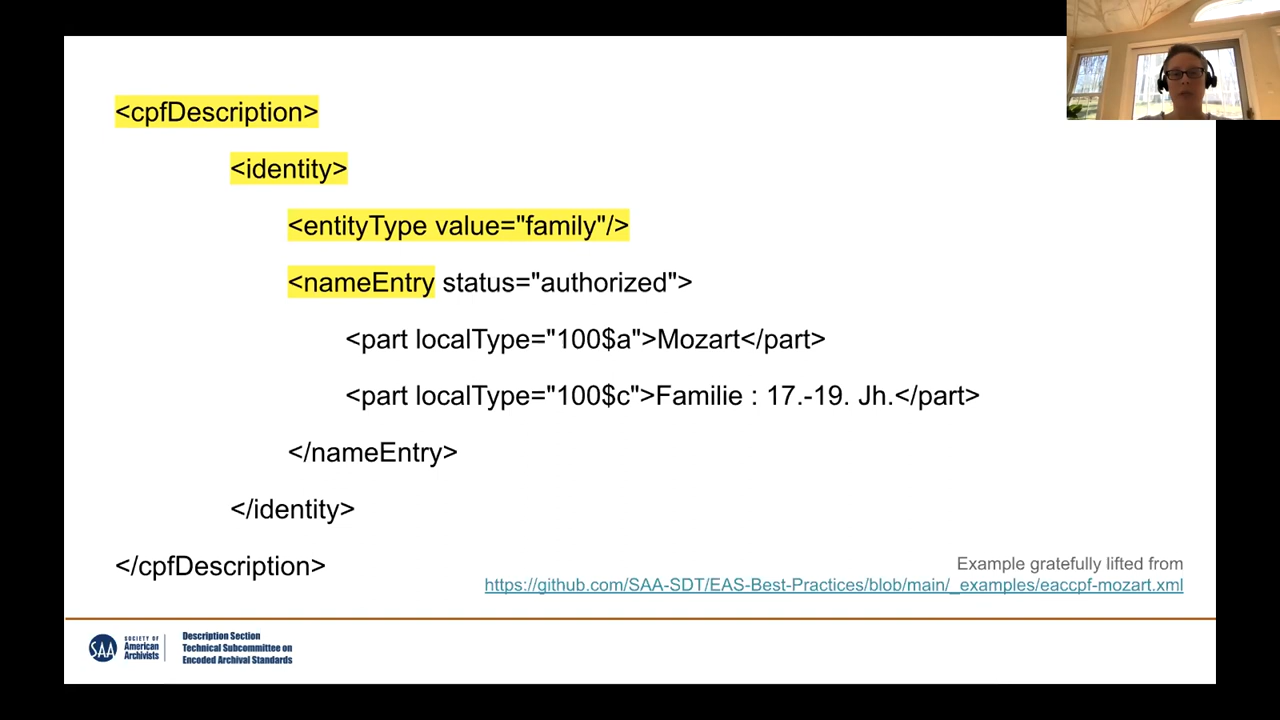 <cpfDescription>
<identity>
<entityType value="family"/>
<nameEntry status="authorized">
<part localType="100$a">Mozart</part>
<part localType="100$c">Familie : 17.-19. Jh.</part>
</nameEntry>
</identity>
</cpfDescription>
Example gratefully lifted from
https://github.com/SAA-SDT/EAS-Best-Practices/blob/main/_examples/eaccpf-mozart.xml
SAA
SOCIETY OF
American
Archivists
Description Section
Technical Subcommittee on
Encoded Archival Standards